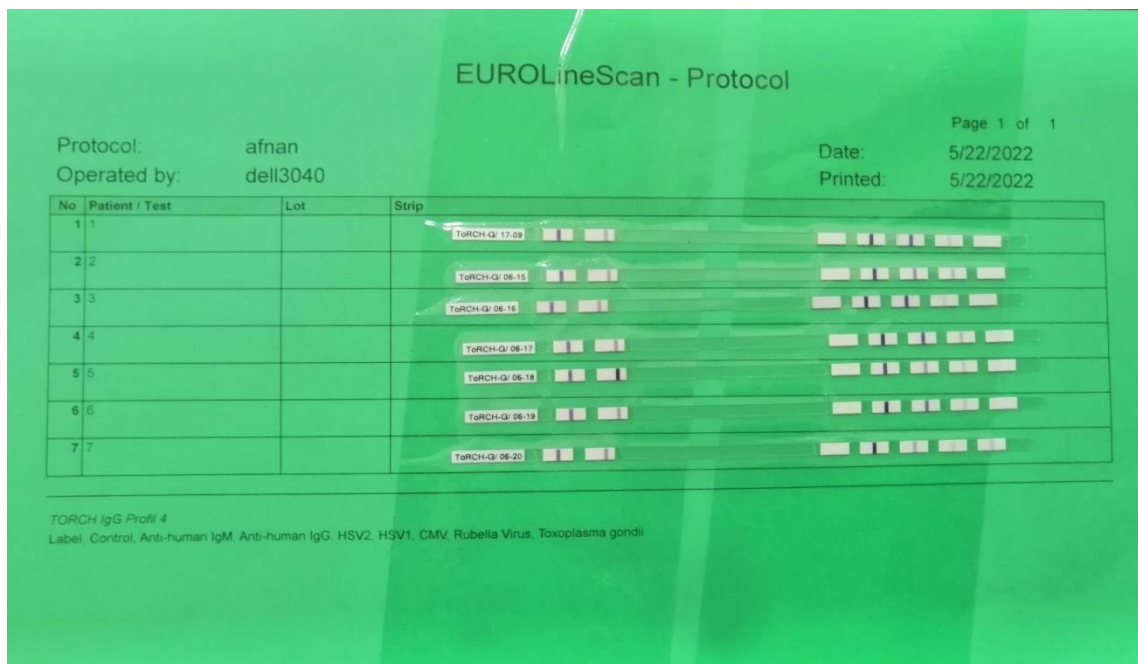 EUROLineScan - Protocol
Page 1 of 1
Protocol: afnan
Date: 5/22/2022
Operated by: dell3040
Printed: 5/22/2022
No Patient / Test Lot Strip
1 1 ToRCH-G/ 17-09
2 2 ToRCH-G/ 06-15
3 3 ToRCH-G/ 06-16
4 4 ToRCH-G/ 06-17
5 5 ToRCH-G/ 06-18
6 6 ToRCH-G/ 06-19
7 7 ToRCH-G/ 06-20
TORCH IgG Profil 4
Label, Control, Anti-human IgM, Anti-human IgG, HSV2, HSV1, CMV, Rubella Virus, Toxoplasma gondii